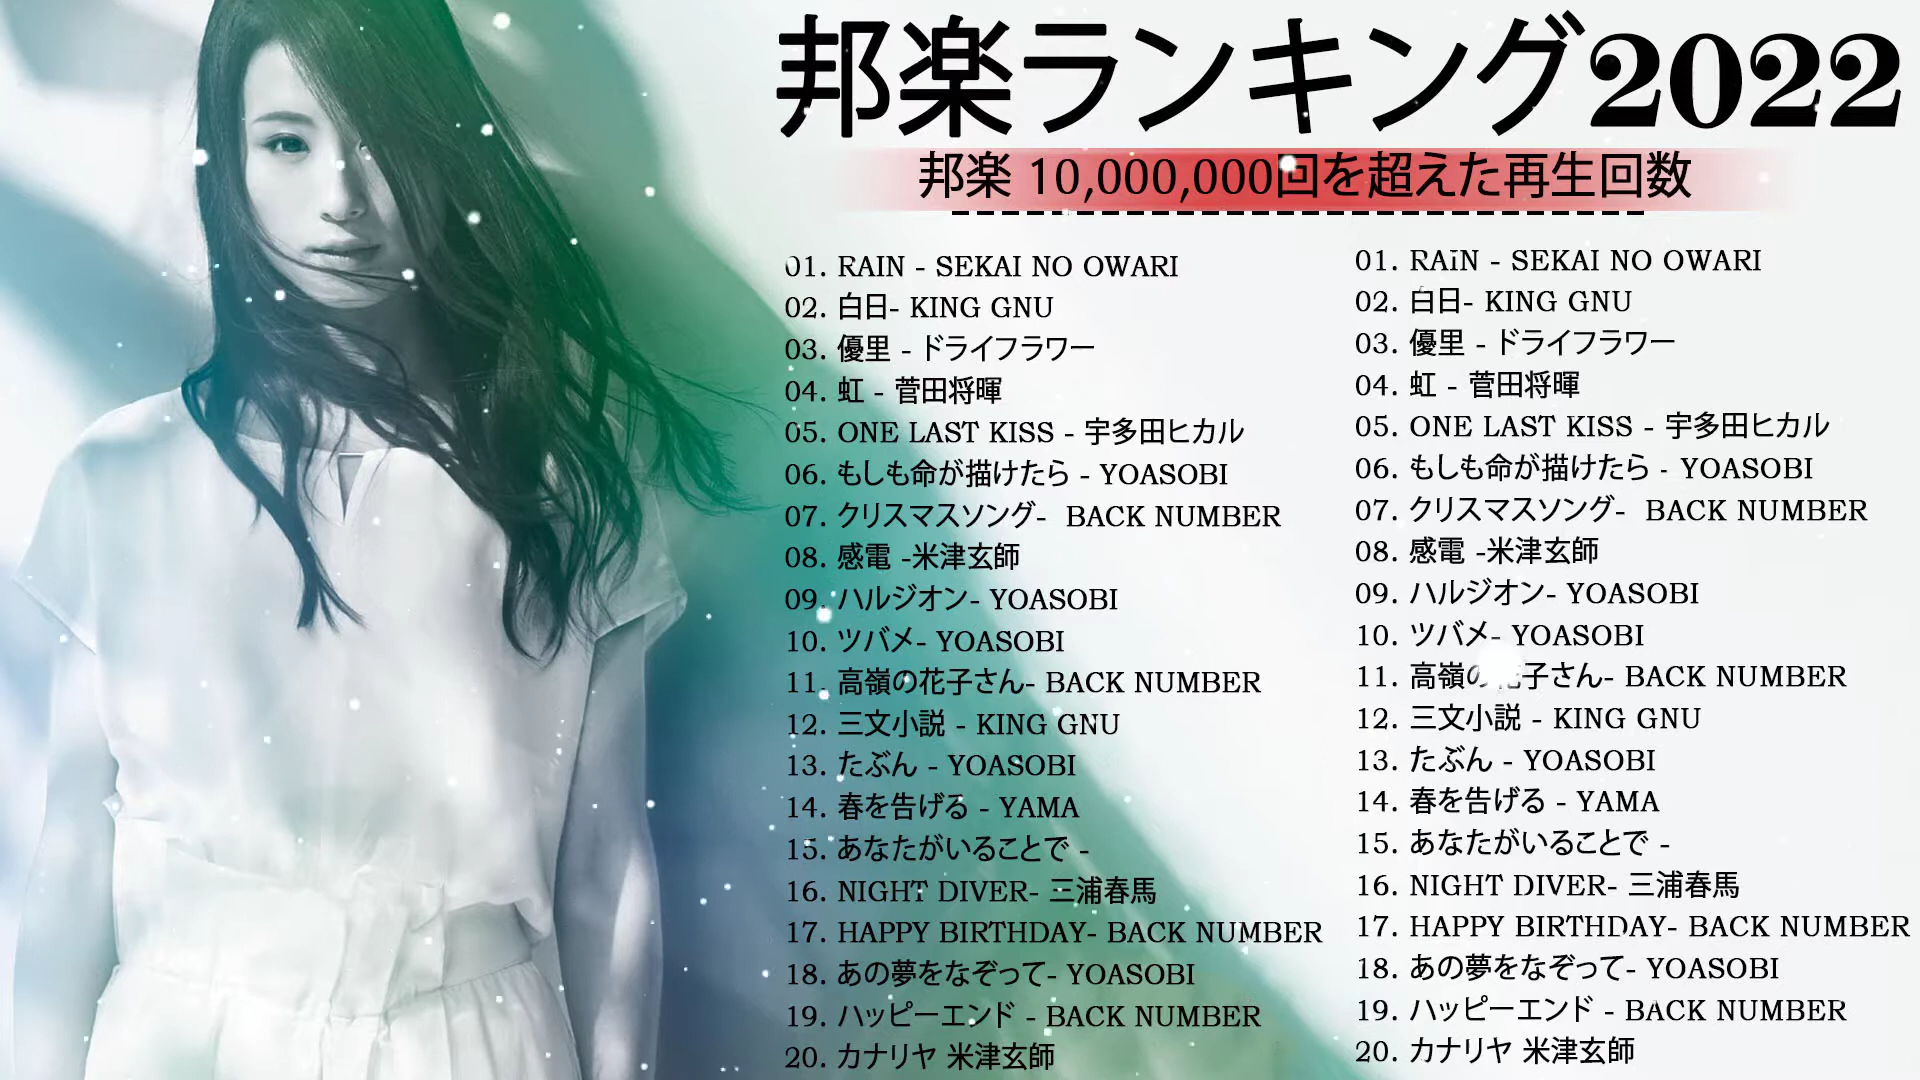 邦楽ランキング2022
邦楽 10,000,000回を超えた再生回数
01. RAIN - SEKAI NO OWARI
02. 白日- KING GNU
03. 優里 - ドライフラワー
04. 虹 - 菅田将暉
05. ONE LAST KISS - 宇多田ヒカル
06. もしも命が描けたら - YOASOBI
07. クリスマスソング-  BACK NUMBER
08. 感電 -米津玄師
09. ハルジオン- YOASOBI
10. ツバメ- YOASOBI
11. 高嶺の花子さん- BACK NUMBER
12. 三文小説 - KING GNU
13. たぶん - YOASOBI
14. 春を告げる - YAMA
15. あなたがいることで -
16. NIGHT DIVER- 三浦春馬
17. HAPPY BIRTHDAY- BACK NUMBER
18. あの夢をなぞって- YOASOBI
19. ハッピーエンド - BACK NUMBER
20. カナリヤ 米津玄師
01. RAIN - SEKAI NO OWARI
02. 白日- KING GNU
03. 優里 - ドライフラワー
04. 虹 - 菅田将暉
05. ONE LAST KISS - 宇多田ヒカル
06. もしも命が描けたら - YOASOBI
07. クリスマスソング-  BACK NUMBER
08. 感電 -米津玄師
09. ハルジオン- YOASOBI
10. ツバメ- YOASOBI
11. 高嶺の花子さん- BACK NUMBER
12. 三文小説 - KING GNU
13. たぶん - YOASOBI
14. 春を告げる - YAMA
15. あなたがいることで -
16. NIGHT DIVER- 三浦春馬
17. HAPPY BIRTHDAY- BACK NUMBER
18. あの夢をなぞって- YOASOBI
19. ハッピーエンド - BACK NUMBER
20. カナリヤ 米津玄師